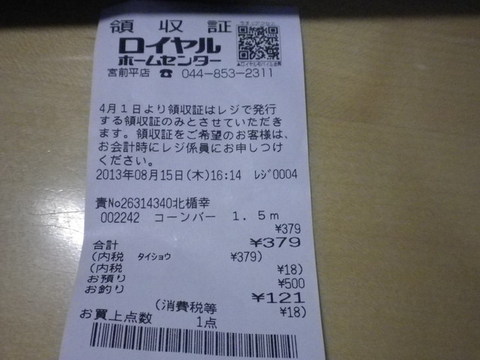 領収証
ロイヤル
ホームセンター
宮前平店 ☎ 044-853-2311
4月1日より領収証はレジで発行
する領収証のみとさせていただき
ます。領収証をご希望のお客様は、
お会計時にレジ係員にお申しつけ
ください。
2013年08月15日(木)16:14 レジ0004
責No26314340北楯幸
002242 コーンバー 1.5m
¥379
合計 ¥379
(内税 タイショウ ¥379)
(内税 ¥18)
お預り ¥500
お釣り ¥121
(消費税等 ¥18)
お買上点数 1点